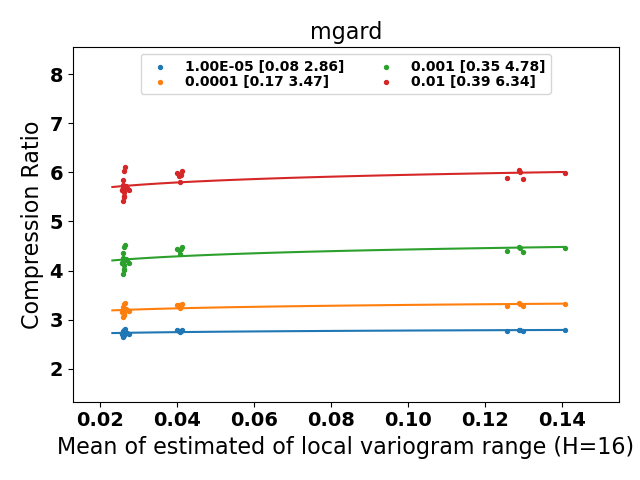 mgard
1.00E-05 [0.08 2.86]
0.0001 [0.17 3.47]
0.001 [0.35 4.78]
0.01 [0.39 6.34]
Compression Ratio
8
7
6
5
4
3
2
0.02 0.04 0.06 0.08 0.10 0.12 0.14
Mean of estimated of local variogram range (H=16)